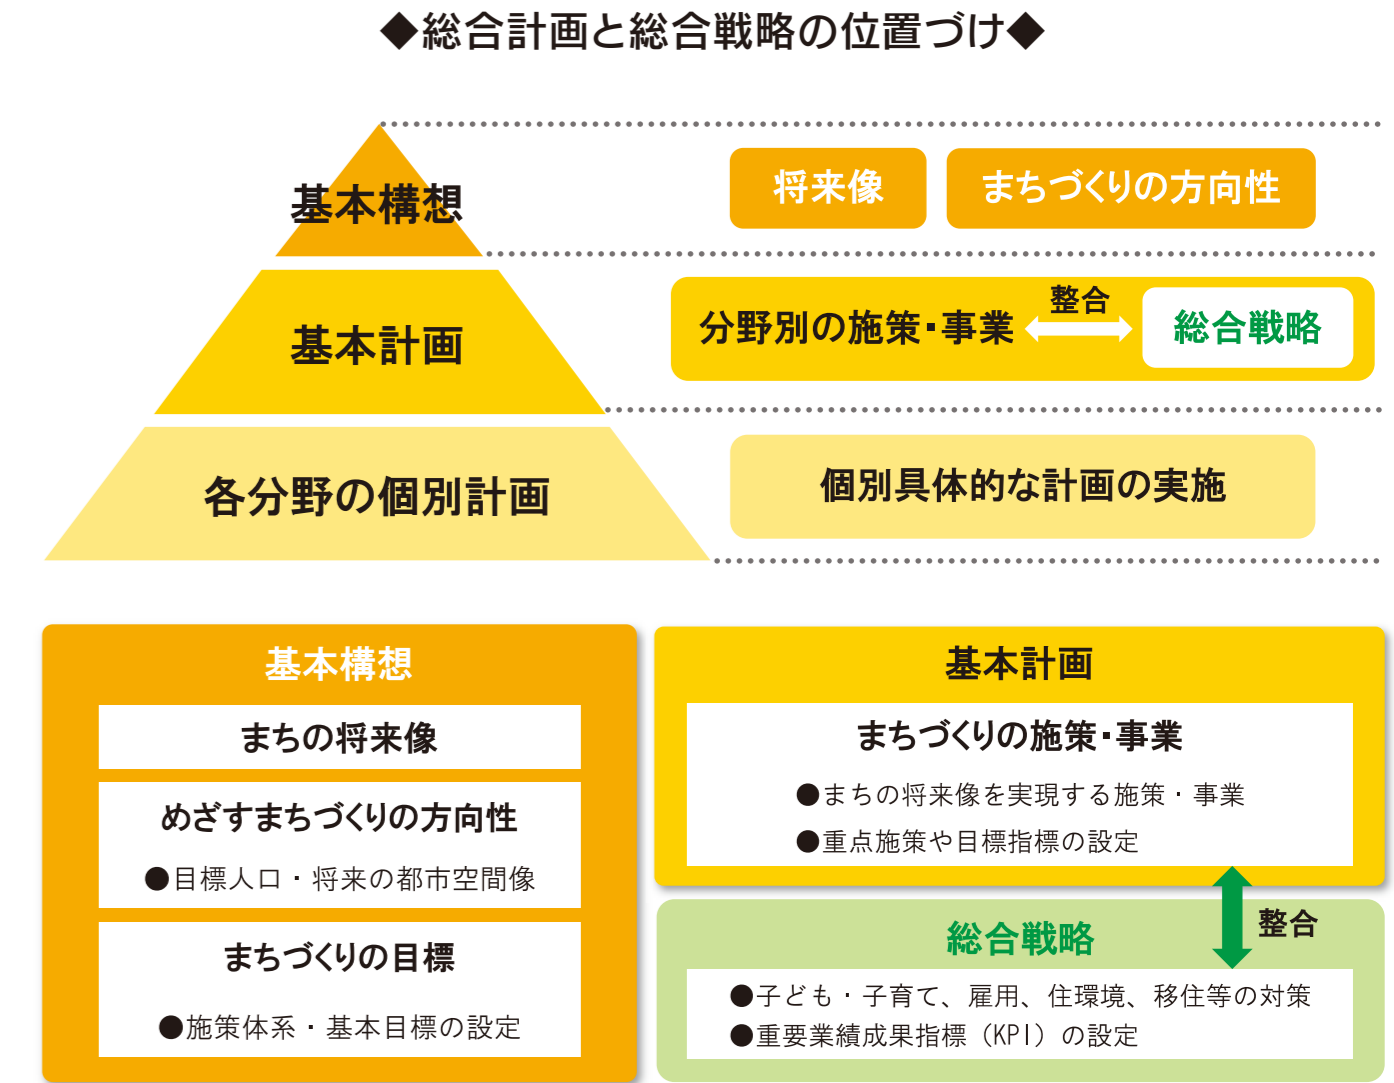 ◆総合計画と総合戦略の位置づけ◆
基本構想
将来像
まちづくりの方向性
基本計画
分野別の施策・事業
整合
総合戦略
各分野の個別計画
個別具体的な計画の実施
基本構想
まちの将来像
めざすまちづくりの方向性
●目標人口・将来の都市空間像
まちづくりの目標
●施策体系・基本目標の設定
基本計画
まちづくりの施策・事業
●まちの将来像を実現する施策・事業
●重点施策や目標指標の設定
整合
総合戦略
●子ども・子育て、雇用、住環境、移住等の対策
●重要業績成果指標（KPI）の設定